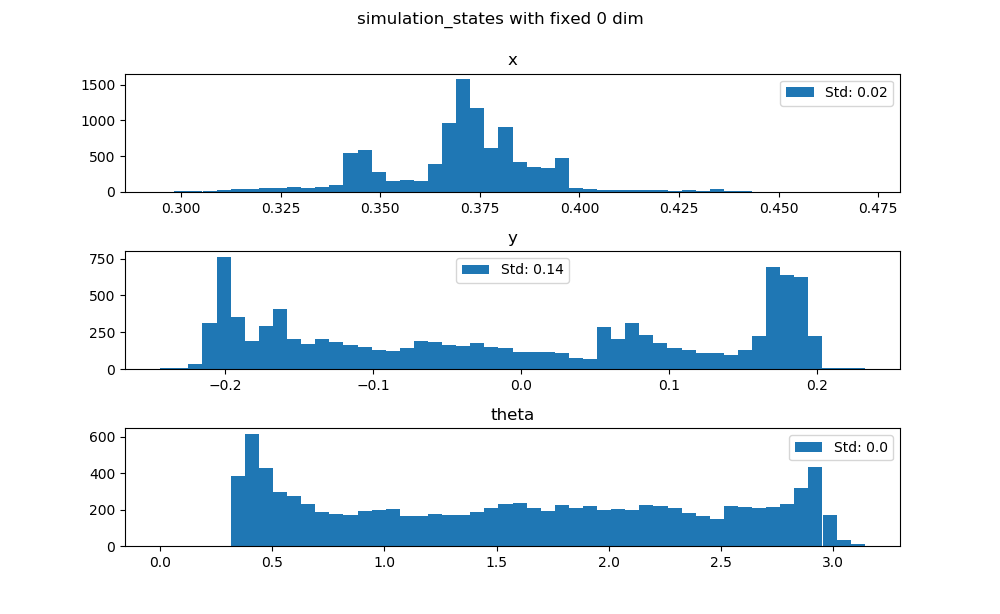 simulation_states with fixed 0 dim
x
1500
1000
500
0
Std: 0.02
0.300 0.325 0.350 0.375 0.400 0.425 0.450 0.475
y
750
500
250
0
Std: 0.14
−0.2 −0.1 0.0 0.1 0.2
theta
600
400
200
0
Std: 0.0
0.0 0.5 1.0 1.5 2.0 2.5 3.0